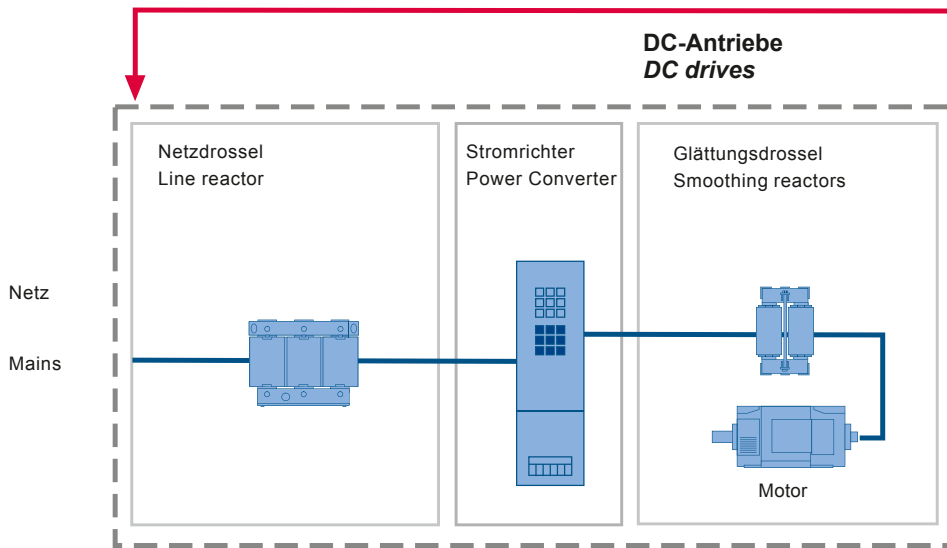 DC-Antriebe
DC drives
Netzdrossel
Line reactor
Stromrichter
Power Converter
Glättungsdrossel
Smoothing reactors
Netz
Mains
Motor